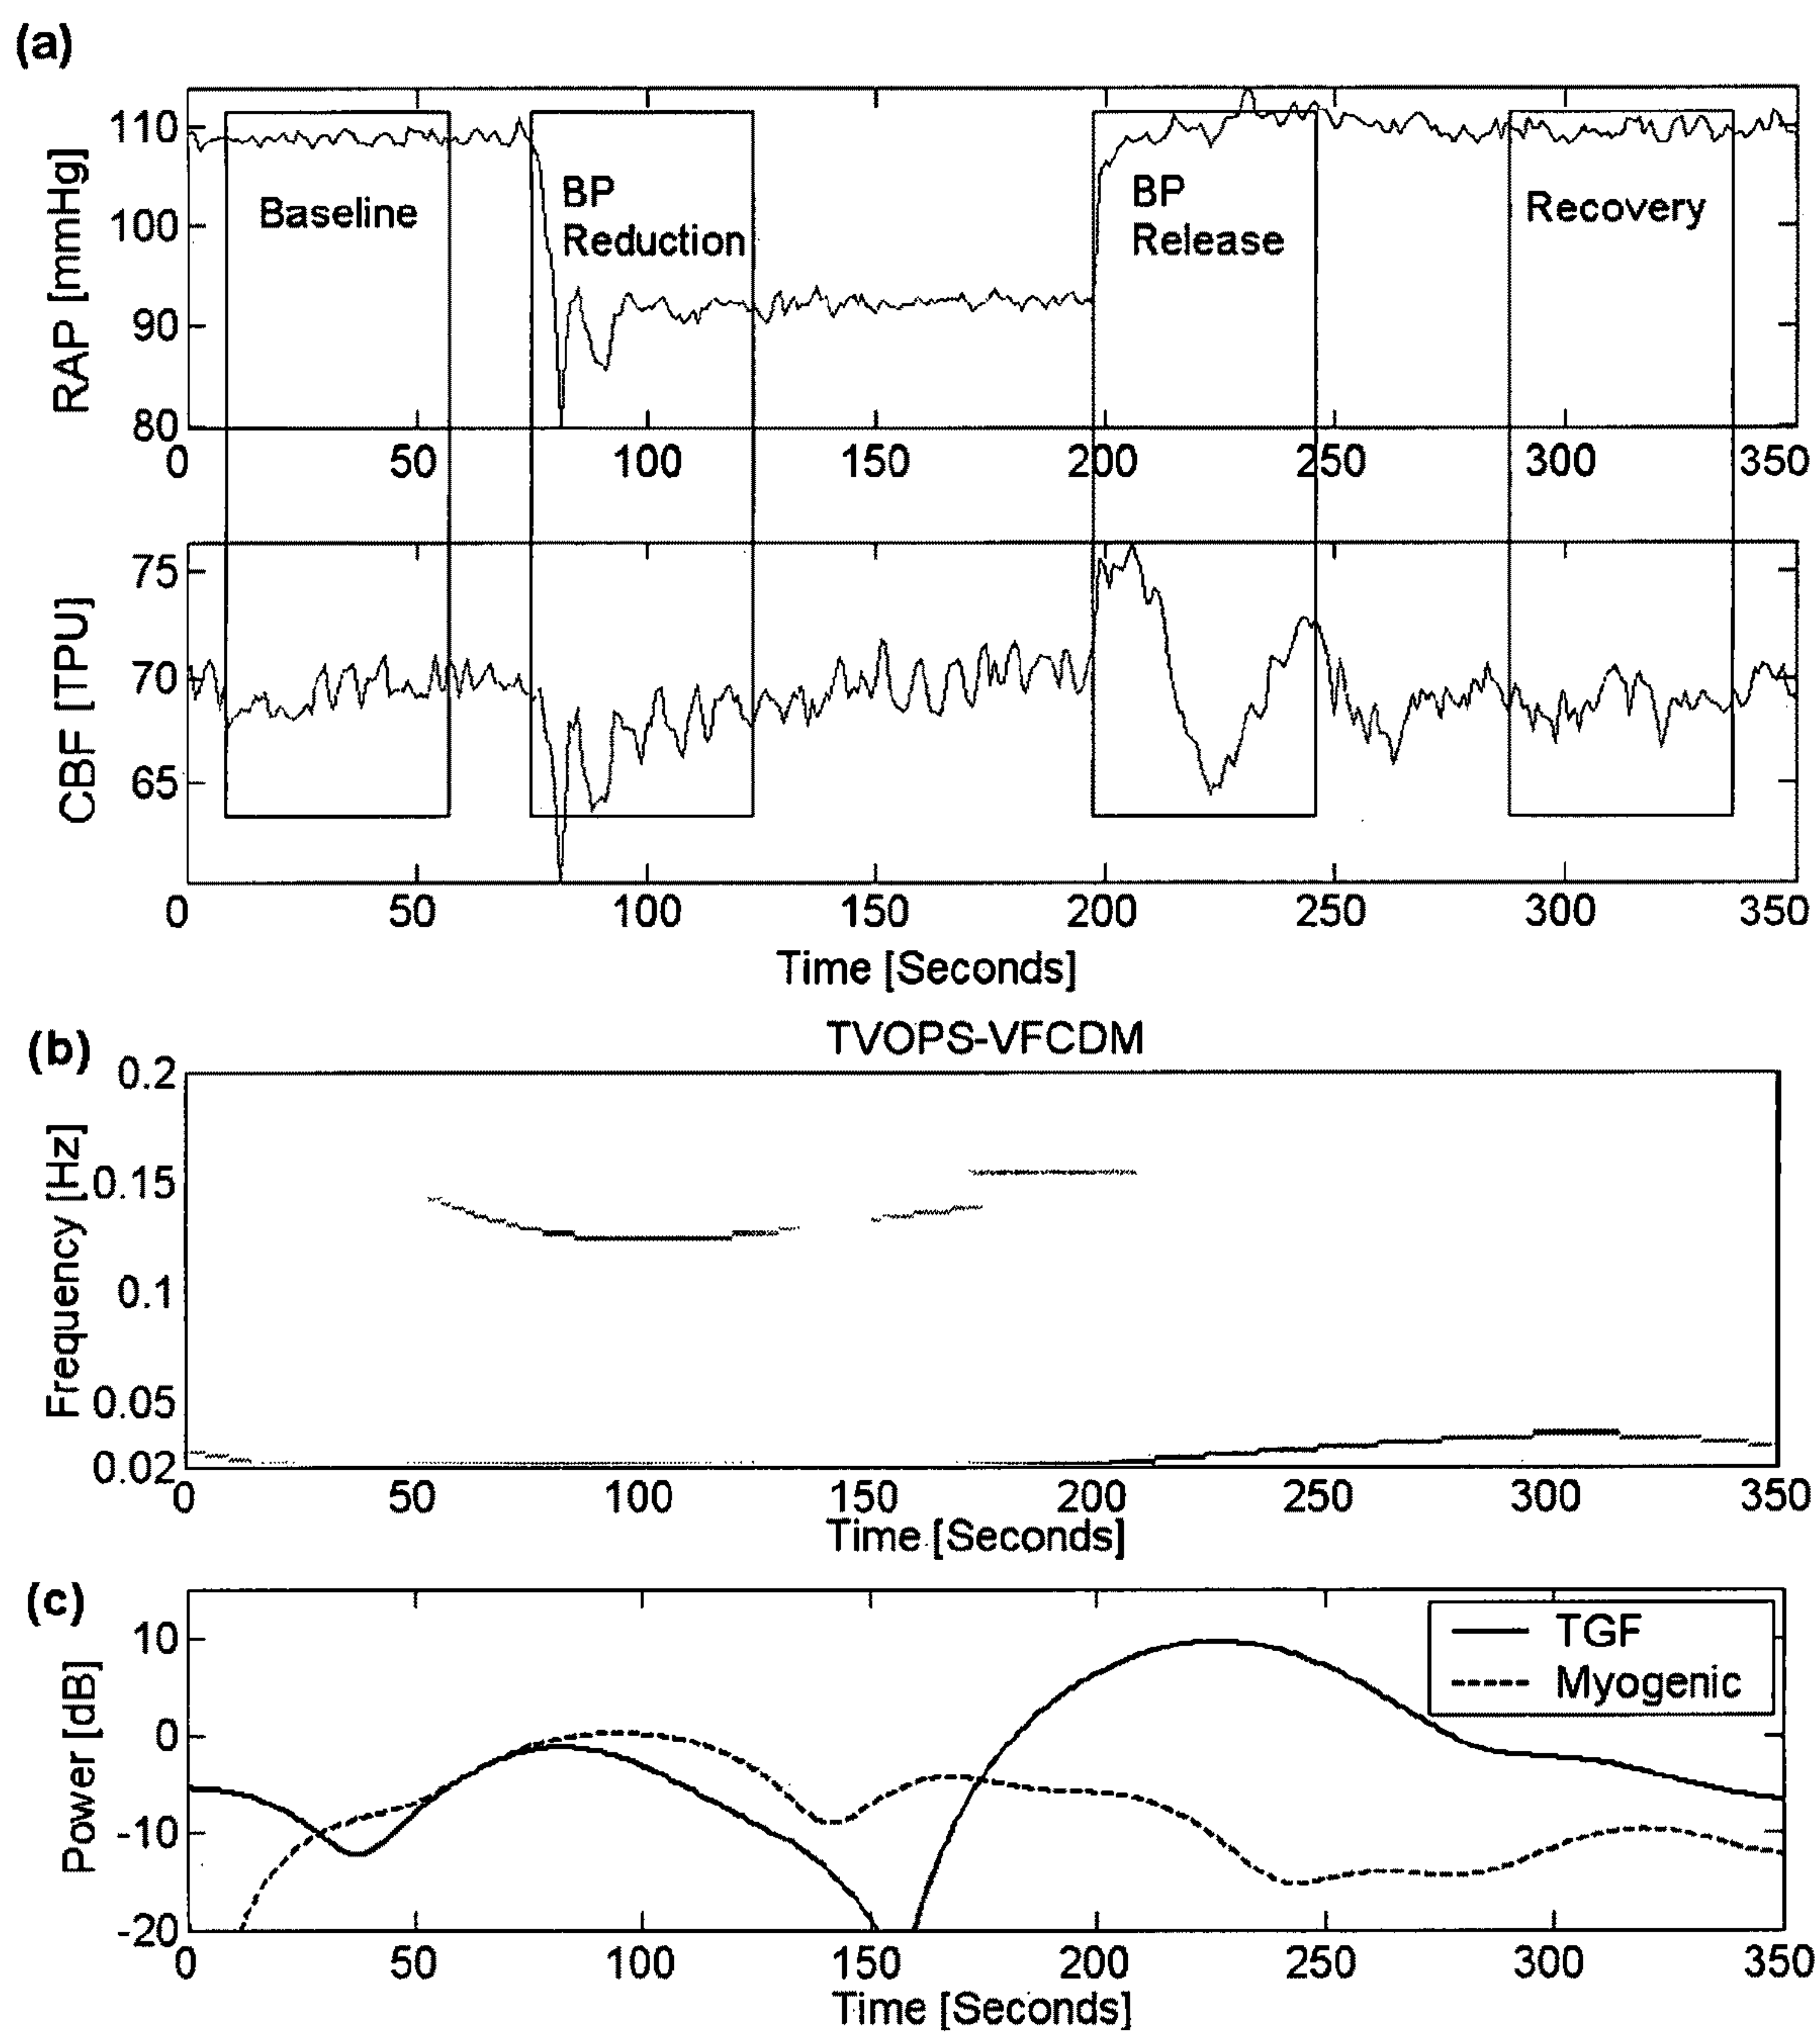 (a)
110
100
90
80
RAP [mmHg]
Baseline
BP
Reduction
BP
Release
Recovery
0 50 100 150 200 250 300 350
75
70
65
CBF [TPU]
0 50 100 150 200 250 300 350
Time [Seconds]
(b)
TVOPS-VFCDM
0.2
0.15
0.1
0.05
0.02
Frequency [Hz]
0 50 100 150 200 250 300 350
Time [Seconds]
(c)
10
0
-10
-20
Power [dB]
TGF
Myogenic
0 50 100 150 200 250 300 350
Time [Seconds]